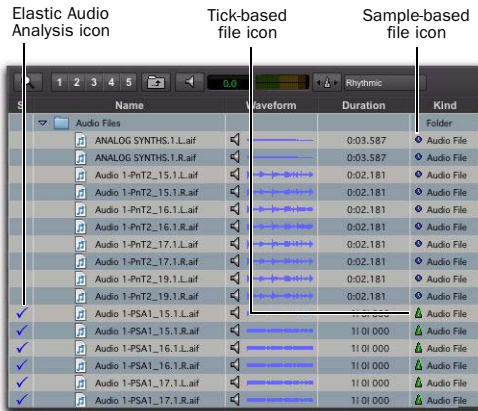 Elastic Audio
Analysis icon
Tick-based
file icon
Sample-based
file icon
1 2 3 4 5 0.0 Rhythmic
S Name Waveform Duration Kind
Audio Files Folder
ANALOG SYNTHS.1.L.aif 0:03.587 Audio File
ANALOG SYNTHS.1.R.aif 0:03.587 Audio File
Audio 1-PnT2_15.1.L.aif 0:02.181 Audio File
Audio 1-PnT2_15.1.R.aif 0:02.181 Audio File
Audio 1-PnT2_16.1.L.aif 0:02.181 Audio File
Audio 1-PnT2_16.1.R.aif 0:02.181 Audio File
Audio 1-PnT2_17.1.L.aif 0:02.181 Audio File
Audio 1-PnT2_17.1.R.aif 0:02.181 Audio File
Audio 1-PnT2_19.1.L.aif 0:02.181 Audio File
Audio 1-PnT2_19.1.R.aif 0:02.181 Audio File
Audio 1-PSA1_15.1.L.aif 1| 0| 000 Audio File
Audio 1-PSA1_15.1.R.aif 1| 0| 000 Audio File
Audio 1-PSA1_16.1.L.aif 1| 0| 000 Audio File
Audio 1-PSA1_16.1.R.aif 1| 0| 000 Audio File
Audio 1-PSA1_17.1.L.aif 1| 0| 000 Audio File
Audio 1-PSA1_17.1.R.aif 1| 0| 000 Audio File